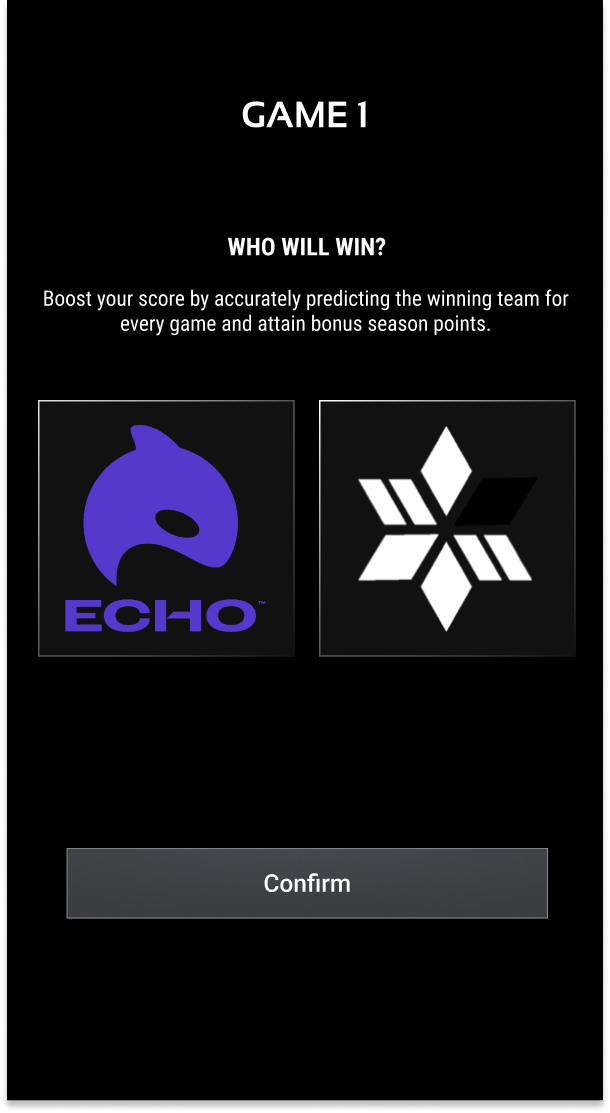 GAME 1
WHO WILL WIN?
Boost your score by accurately predicting the winning team for
every game and attain bonus season points.
ECHO™
Confirm